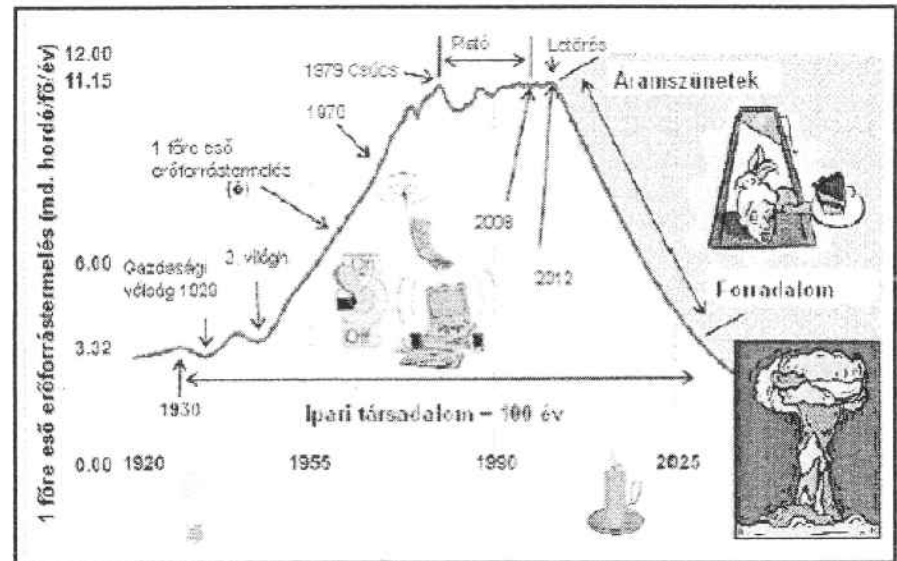 1 főre eső erőforrástermelés (md. hordó/fő/év)
12.00
11.15
6.00
3.32
0.00
1979 Csúcs
Plató
Letörés
Áramszünetek
1970
1 főre eső
erőforrástermelés
(é)
2008
2. világh.
2012
Gazdasági
válság 1929
Forradalom
Off
1930
Ipari társadalom – 100 év
1920
1955
1990
2025